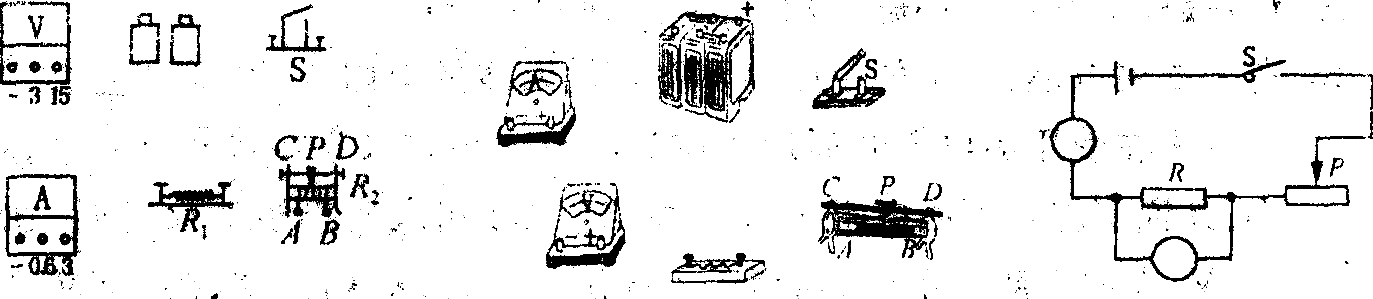 V
- 3 15
S
A
- 0.6 3
R₁
C P D
R₂
A B
A
- +
V
- +
+
S
C P D
A B
S
R
P